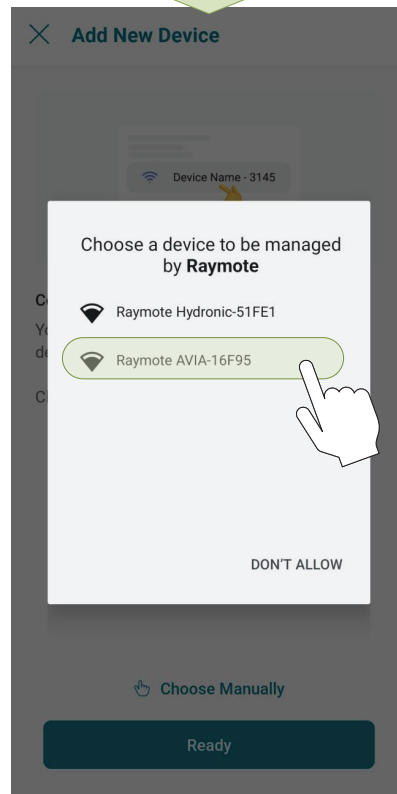 Add New Device
Device Name - 3145
Choose a device to be managed
by Raymote
Raymote Hydronic-51FE1
Raymote AVIA-16F95
DON'T ALLOW
Choose Manually
Ready